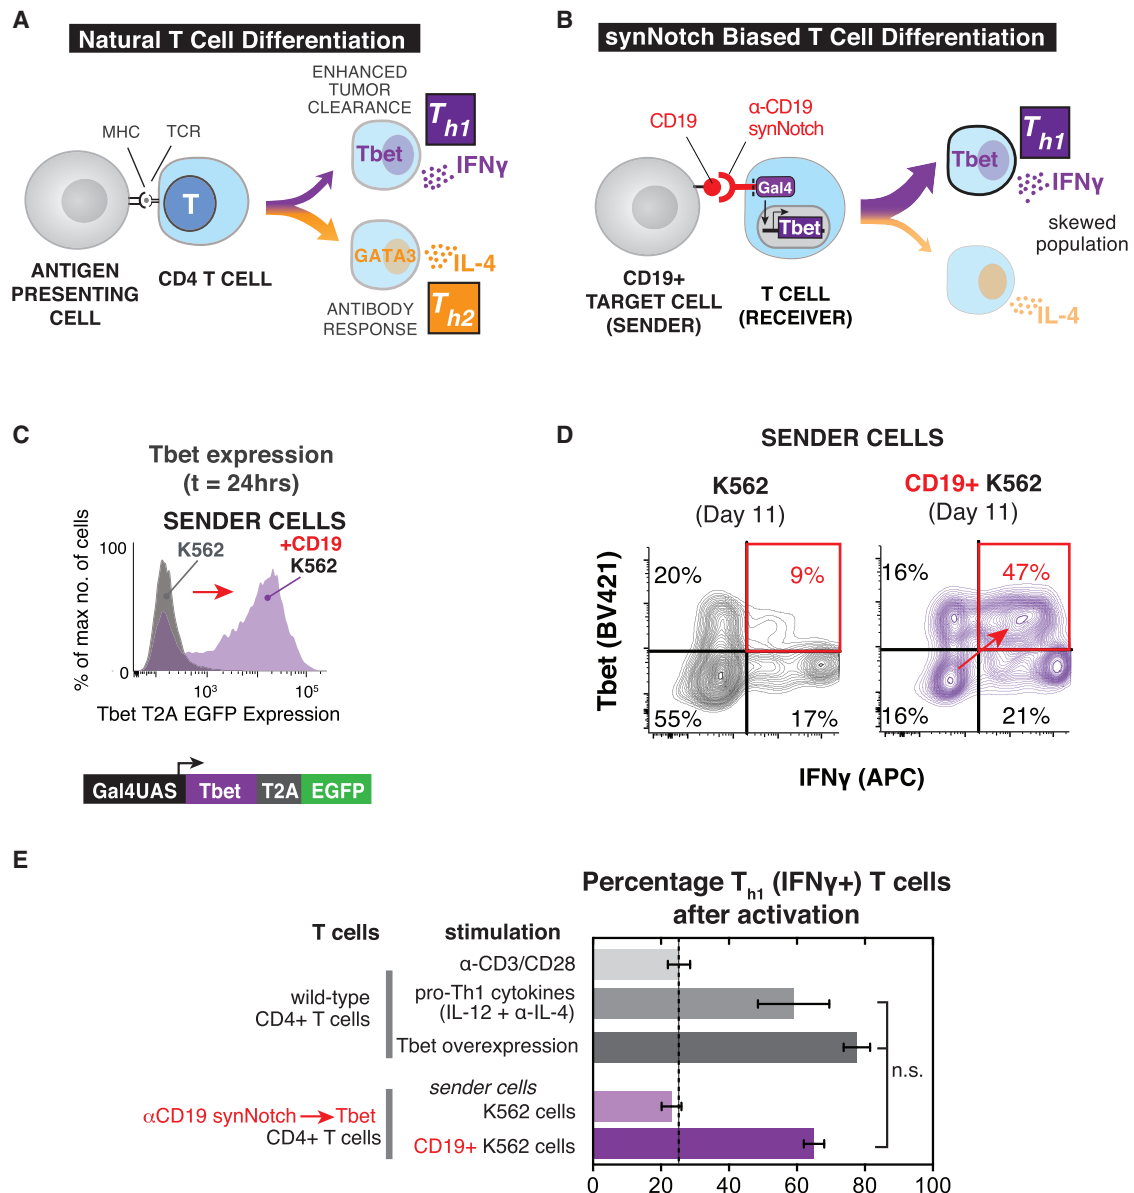 A
Natural T Cell Differentiation
ENHANCED
TUMOR
CLEARANCE
Th1
MHC
TCR
Tbet
IFNγ
T
GATA3
IL-4
ANTIGEN
PRESENTING
CELL
CD4 T CELL
ANTIBODY
RESPONSE
Th2
B
synNotch Biased T Cell Differentiation
CD19
α-CD19
synNotch
Th1
Tbet
IFNγ
Gal4
Tbet
skewed
population
CD19+
TARGET CELL
(SENDER)
T CELL
(RECEIVER)
IL-4
C
Tbet expression
(t = 24hrs)
SENDER CELLS
% of max no. of cells
100
0
K562
+CD19
K562
10³
10⁵
Tbet T2A EGFP Expression
Gal4UAS
Tbet
T2A
EGFP
D
SENDER CELLS
K562
(Day 11)
CD19+ K562
(Day 11)
Tbet (BV421)
20%
9%
55%
17%
16%
47%
16%
21%
IFNγ (APC)
E
Percentage Th1 (IFNγ+) T cells
after activation
T cells
stimulation
wild-type
CD4+ T cells
α-CD3/CD28
pro-Th1 cytokines
(IL-12 + α-IL-4)
Tbet overexpression
αCD19 synNotch → Tbet
CD4+ T cells
sender cells
K562 cells
CD19+ K562 cells
n.s.
0
20
40
60
80
100